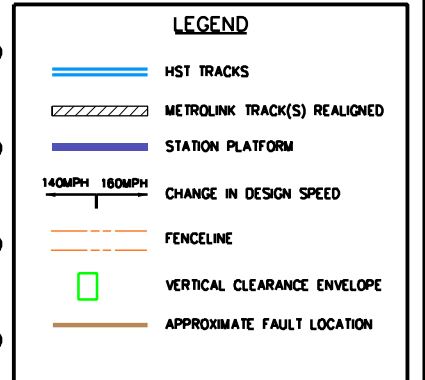 LEGEND
HST TRACKS
METROLINK TRACK(S) REALIGNED
STATION PLATFORM
140MPH 160MPH
CHANGE IN DESIGN SPEED
FENCELINE
VERTICAL CLEARANCE ENVELOPE
APPROXIMATE FAULT LOCATION